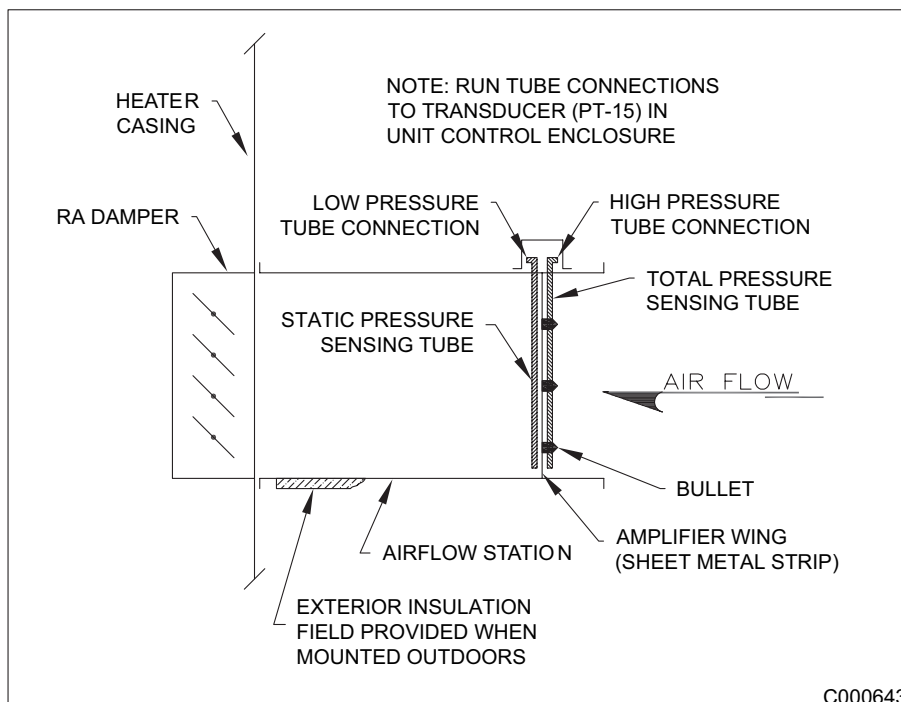 NOTE: RUN TUBE CONNECTIONS
TO TRANSDUCER (PT-15) IN
UNIT CONTROL ENCLOSURE
HEATER
CASING
RA DAMPER
LOW PRESSURE
TUBE CONNECTION
HIGH PRESSURE
TUBE CONNECTION
TOTAL PRESSURE
SENSING TUBE
STATIC PRESSURE
SENSING TUBE
AIR FLOW
BULLET
AMPLIFIER WING
(SHEET METAL STRIP)
AIRFLOW STATION
EXTERIOR INSULATION
FIELD PROVIDED WHEN
MOUNTED OUTDOORS
C000643